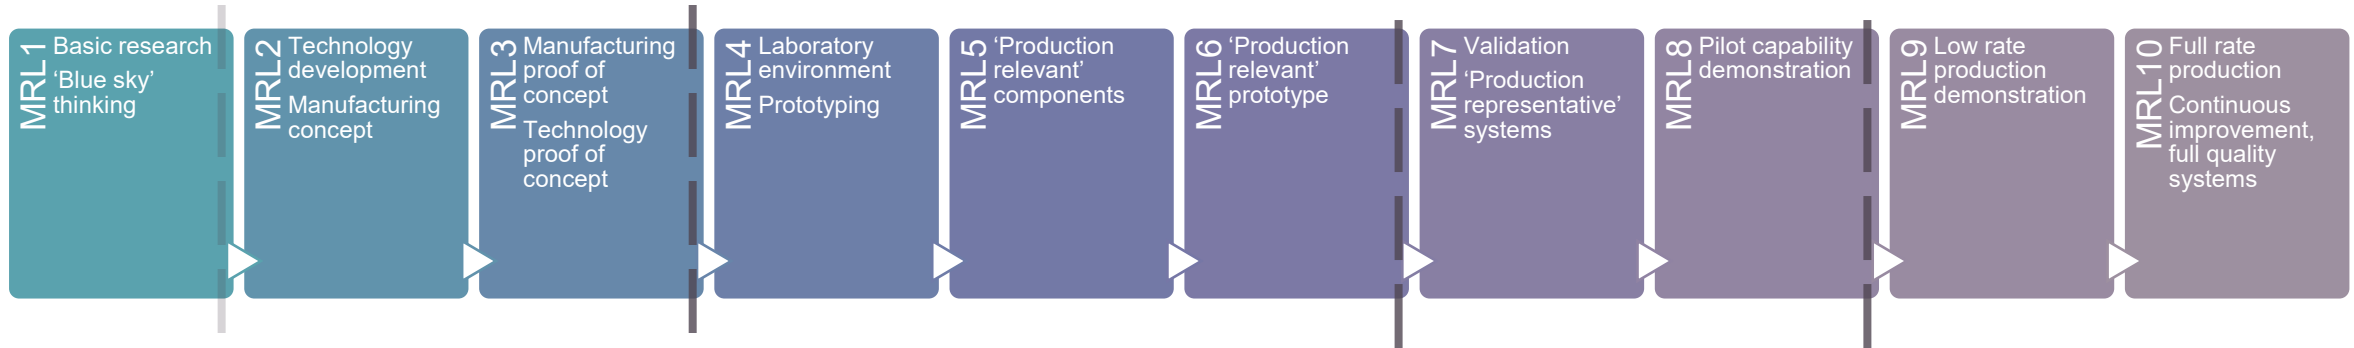 MRL1
Basic research
‘Blue sky’
thinking
MRL2
Technology
development
Manufacturing
concept
MRL3
Manufacturing
proof of
concept
Technology
proof of
concept
MRL4
Laboratory
environment
Prototyping
MRL5
‘Production
relevant’
components
MRL6
‘Production
relevant’
prototype
MRL7
Validation
‘Production
representative’
systems
MRL8
Pilot capability
demonstration
MRL9
Low rate
production
demonstration
MRL10
Full rate
production
Continuous
improvement,
full quality
systems